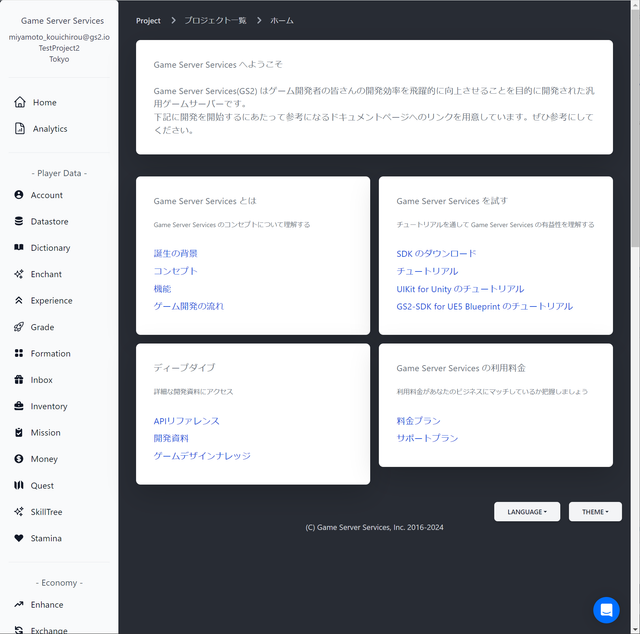 Game Server Services
miyamoto_kouichirou@gs2.io
TestProject2
Tokyo
Home
Analytics
- Player Data -
Account
Datastore
Dictionary
Enchant
Experience
Grade
Formation
Inbox
Inventory
Mission
Money
Quest
SkillTree
Stamina
- Economy -
Enhance
Exchange
Project
プロジェクト一覧
ホーム
Game Server Services へようこそ
Game Server Services(GS2) はゲーム開発者の皆さんの開発効率を飛躍的に向上させることを目的に開発された汎
用ゲームサーバーです。
下記に開発を開始するにあたって参考になるドキュメントページへのリンクを用意しています。ぜひ参考にして
ください。
Game Server Services とは
Game Server Services のコンセプトについて理解する
誕生の背景
コンセプト
機能
ゲーム開発の流れ
Game Server Services を試す
チュートリアルを通して Game Server Services の有益性を理解する
SDK のダウンロード
チュートリアル
UIKit for Unity のチュートリアル
GS2-SDK for UE5 Blueprint のチュートリアル
ディープダイブ
詳細な開発資料にアクセス
APIリファレンス
開発資料
ゲームデザインナレッジ
Game Server Services の利用料金
利用料金があなたのビジネスにマッチしているか把握しましょう
料金プラン
サポートプラン
LANGUAGE
THEME
(C) Game Server Services, Inc. 2016-2024